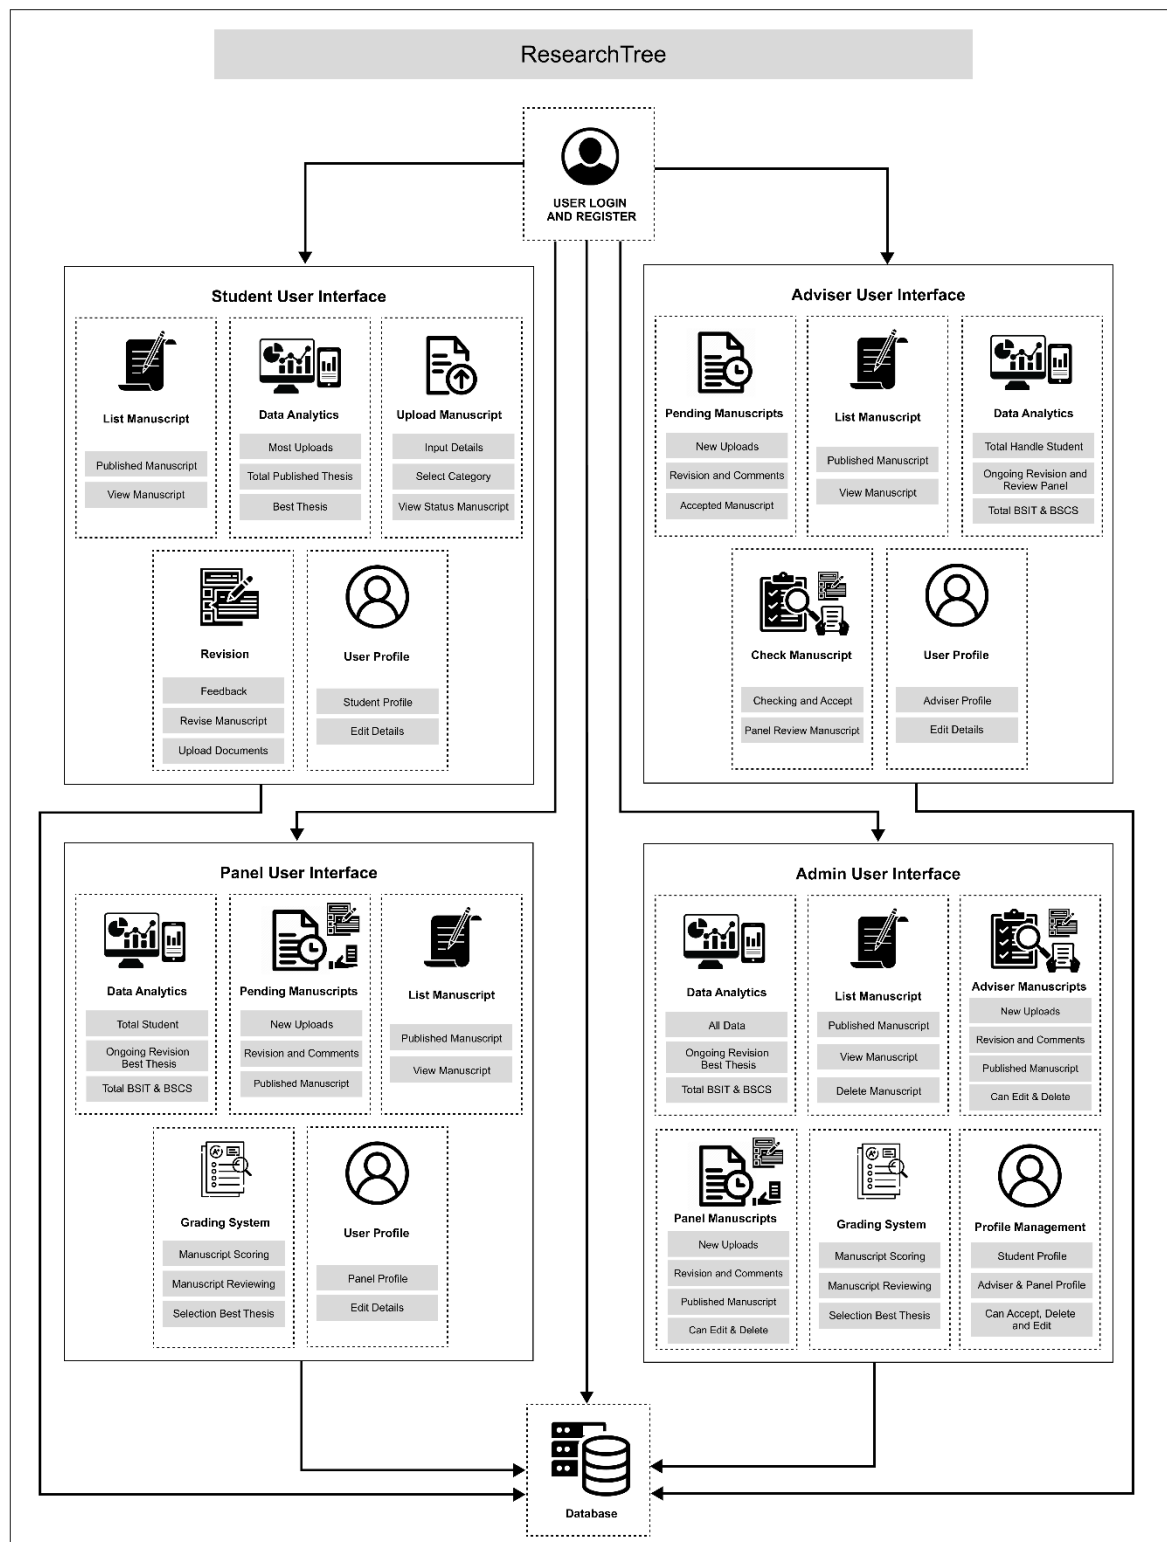 ResearchTree
USER LOGIN
AND REGISTER
Student User Interface
List Manuscript
Published Manuscript
View Manuscript
Data Analytics
Most Uploads
Total Published Thesis
Best Thesis
Upload Manuscript
Input Details
Select Category
View Status Manuscript
Revision
Feedback
Revise Manuscript
Upload Documents
User Profile
Student Profile
Edit Details
Adviser User Interface
Pending Manuscripts
New Uploads
Revision and Comments
Accepted Manuscript
List Manuscript
Published Manuscript
View Manuscript
Data Analytics
Total Handle Student
Ongoing Revision and
Review Panel
Total BSIT & BSCS
Check Manuscript
Checking and Accept
Panel Review Manuscript
User Profile
Adviser Profile
Edit Details
Panel User Interface
Data Analytics
Total Student
Ongoing Revision
Best Thesis
Total BSIT & BSCS
Pending Manuscripts
New Uploads
Revision and Comments
Published Manuscript
List Manuscript
Published Manuscript
View Manuscript
Grading System
Manuscript Scoring
Manuscript Reviewing
Selection Best Thesis
User Profile
Panel Profile
Edit Details
Admin User Interface
Data Analytics
All Data
Ongoing Revision
Best Thesis
Total BSIT & BSCS
List Manuscript
Published Manuscript
View Manuscript
Delete Manuscript
Adviser Manuscripts
New Uploads
Revision and Comments
Published Manuscript
Can Edit & Delete
Panel Manuscripts
New Uploads
Revision and Comments
Published Manuscript
Can Edit & Delete
Grading System
Manuscript Scoring
Manuscript Reviewing
Selection Best Thesis
Profile Management
Student Profile
Adviser & Panel Profile
Can Accept, Delete
and Edit
Database